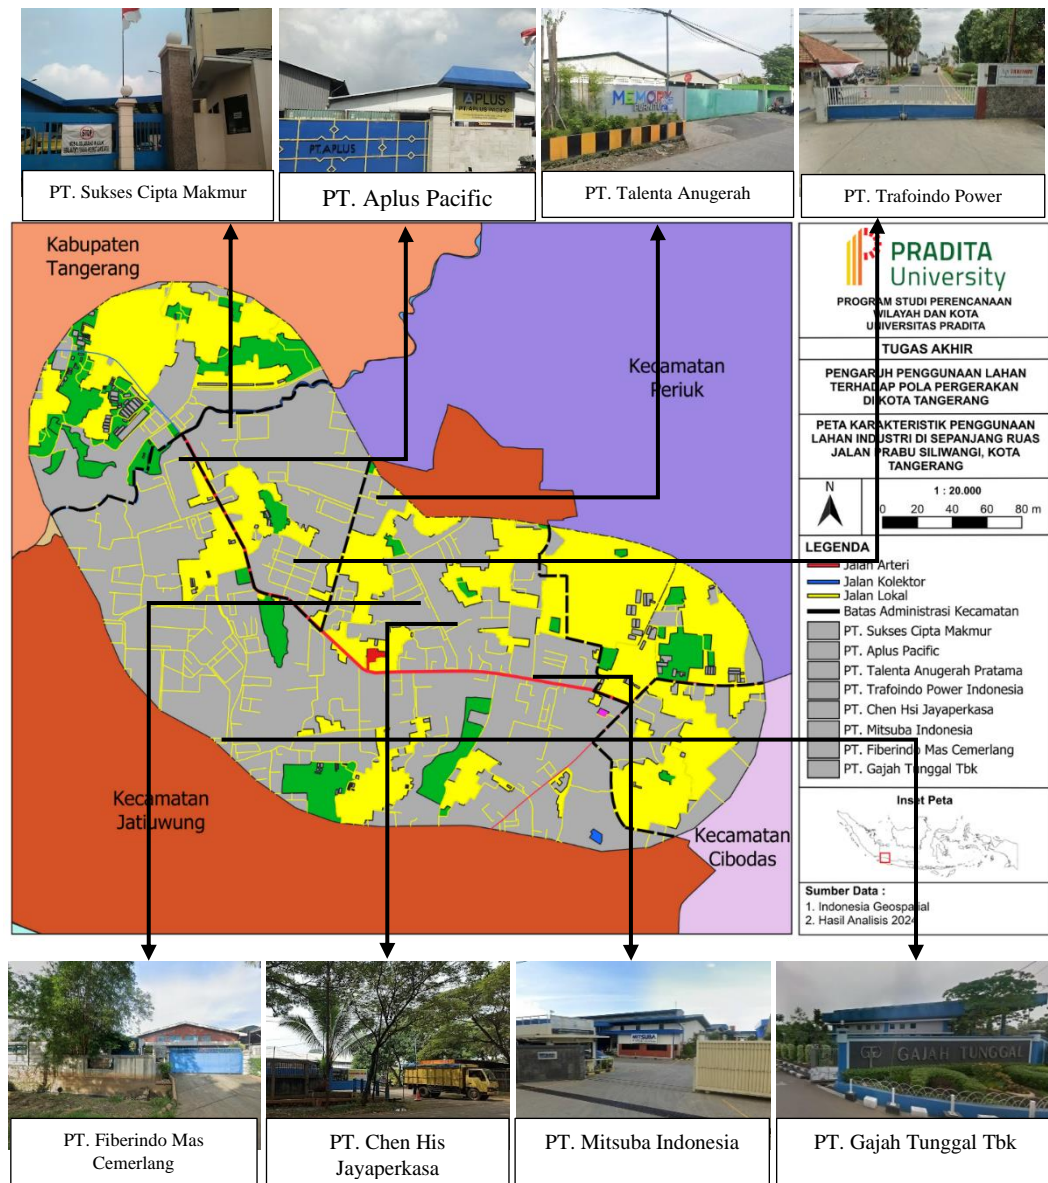 APLUS
PT. APLUS PACIFIC
PT.APLUS
MEMORY
PT. Sukses Cipta Makmur
PT. Aplus Pacific
PT. Talenta Anugerah
PT. Trafoindo Power
Kabupaten
Tangerang
Kecamatan
Periuk
Kecamatan
Jatiuwung
Kecamatan
Cibodas
PRADITA
University
PROGRAM STUDI PERENCANAAN
WILAYAH DAN KOTA
UNIVERSITAS PRADITA
TUGAS AKHIR
PENGARUH PENGGUNAAN LAHAN
TERHADAP POLA PERGERAKAN
DI KOTA TANGERANG
PETA KARAKTERISTIK PENGGUNAAN
LAHAN INDUSTRI DI SEPANJANG RUAS
JALAN PRABU SILIWANGI, KOTA
TANGERANG
N
1 : 20.000
0 20 40 60 80 m
LEGENDA
Jalan Arteri
Jalan Kolektor
Jalan Lokal
Batas Administrasi Kecamatan
PT. Sukses Cipta Makmur
PT. Aplus Pacific
PT. Talenta Anugerah Pratama
PT. Trafoindo Power Indonesia
PT. Chen Hsi Jayaperkasa
PT. Mitsuba Indonesia
PT. Fiberindo Mas Cemerlang
PT. Gajah Tunggal Tbk
Inset Peta
Sumber Data :
1. Indonesia Geospasial
2. Hasil Analisis 2024
MITSUBA
GAJAH TUNGGAL
PT. Fiberindo Mas
Cemerlang
PT. Chen His
Jayaperkasa
PT. Mitsuba Indonesia
PT. Gajah Tunggal Tbk